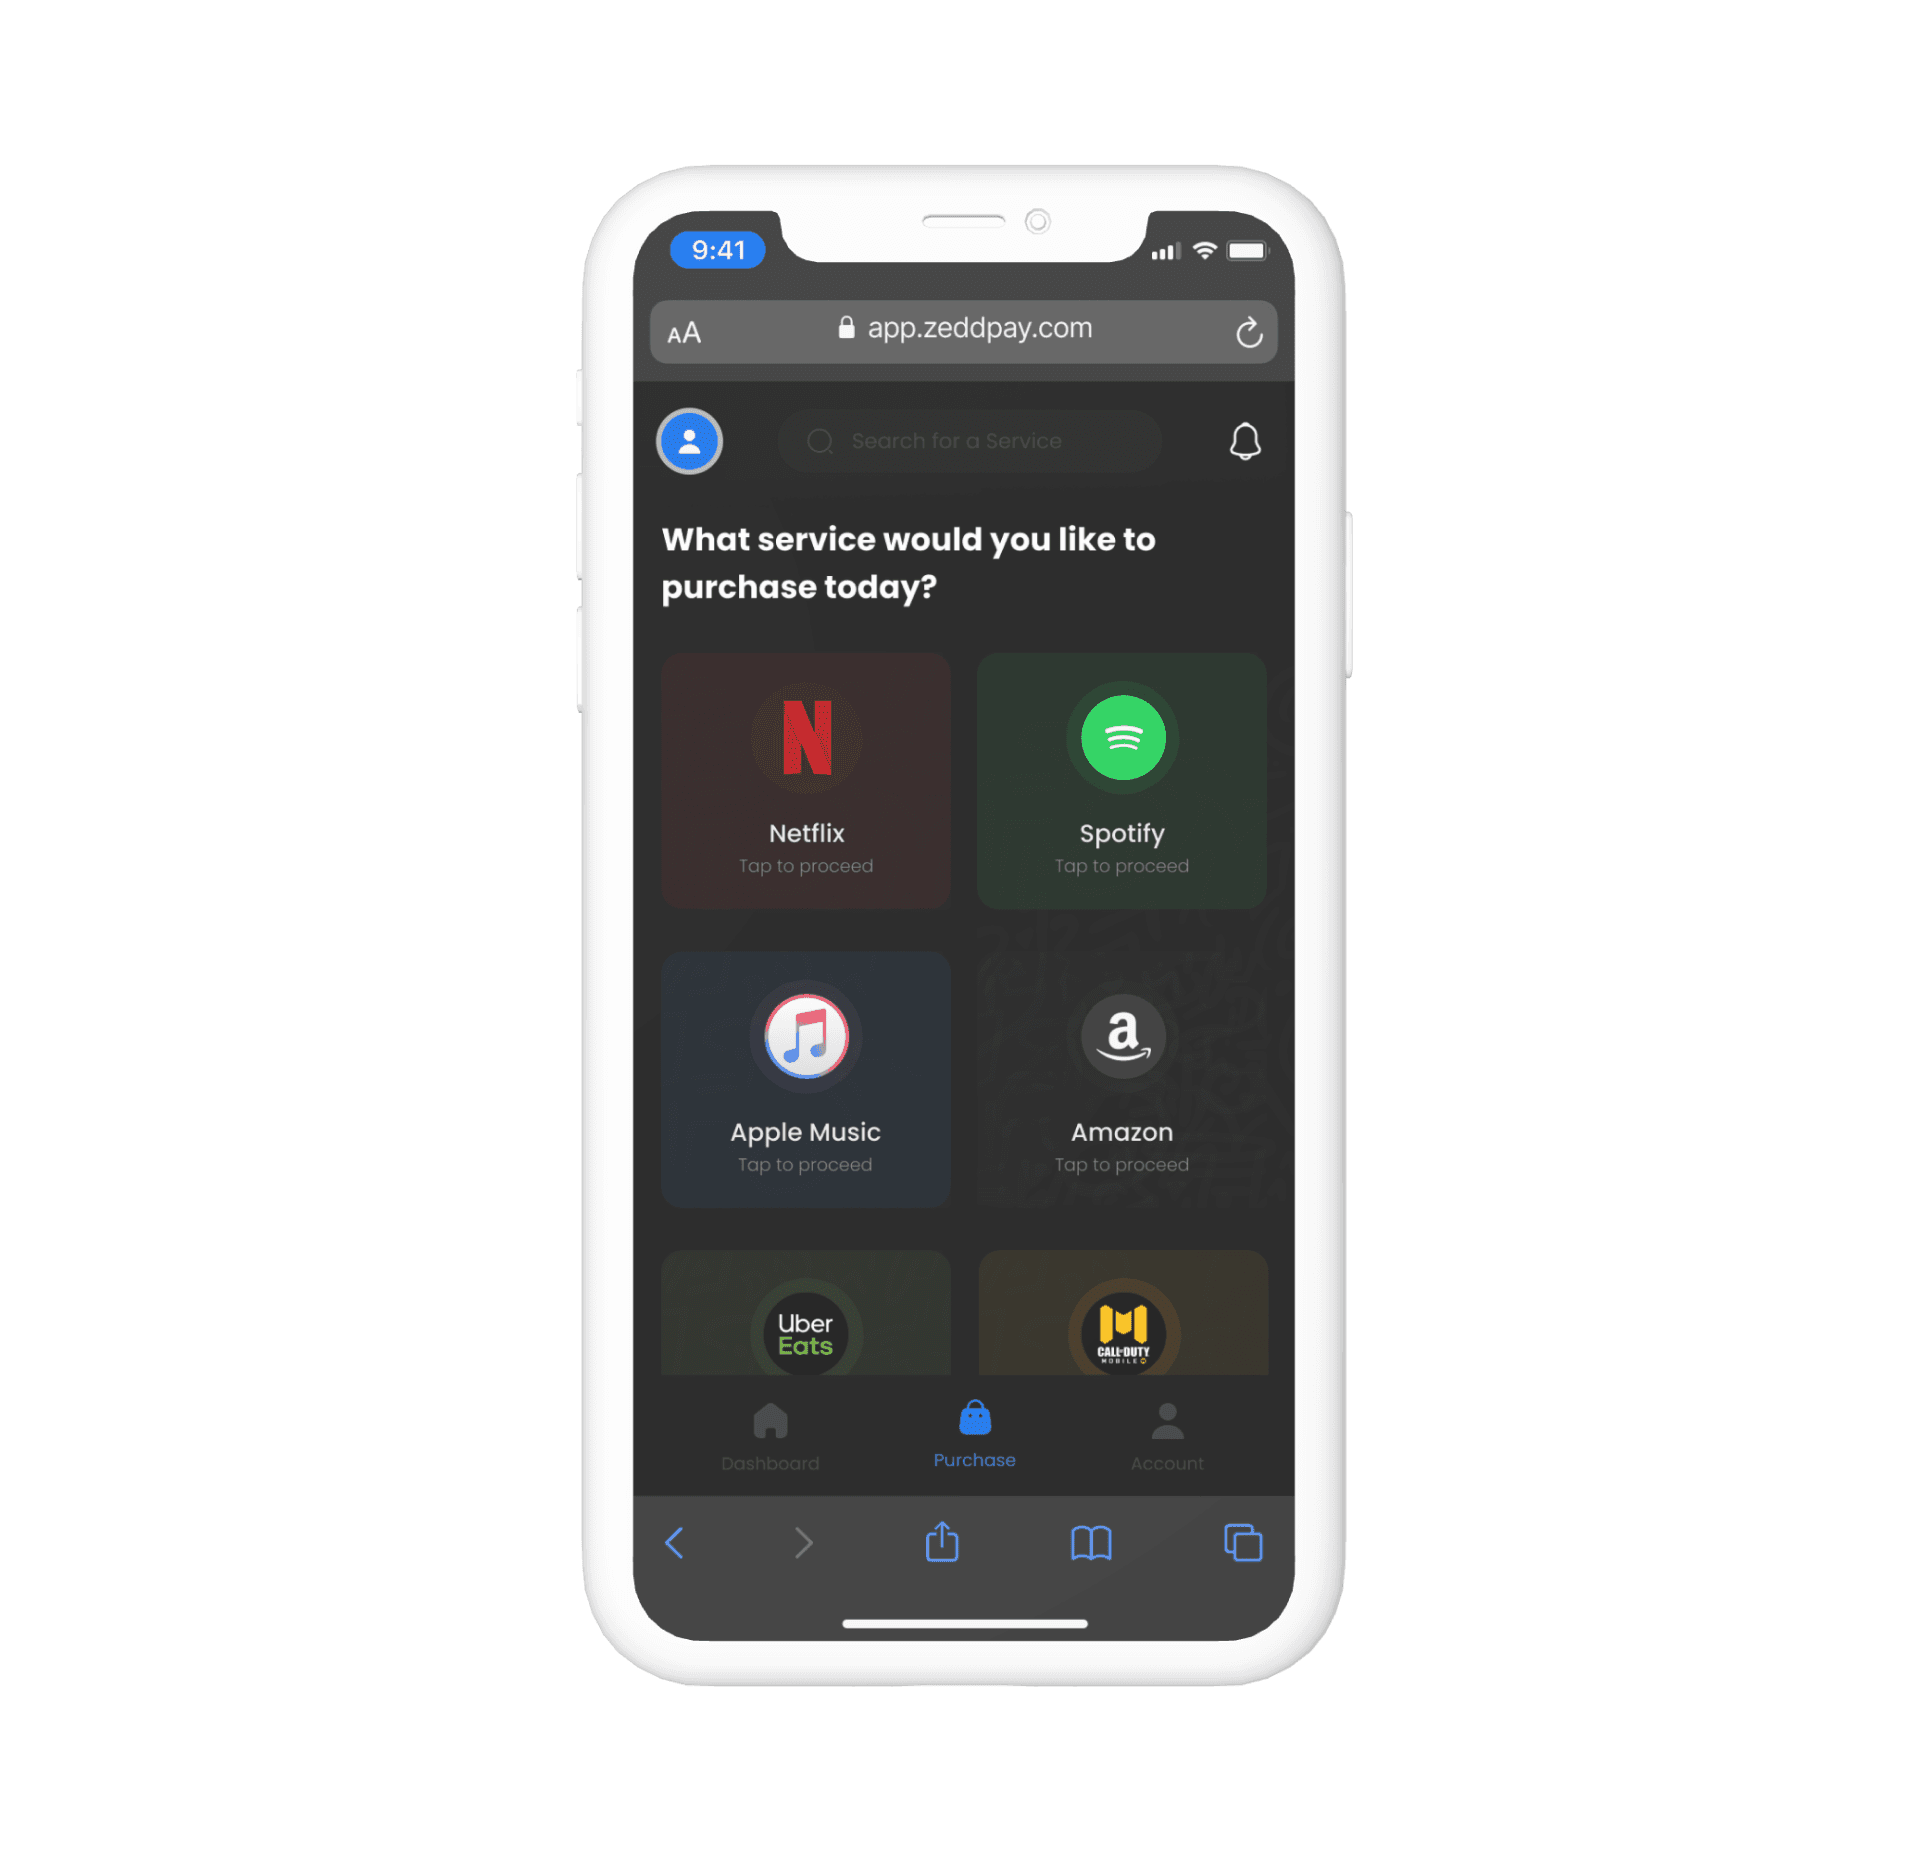 9:41
AA
app.zeddpay.com
Search for a Service
What service would you like to
purchase today?
N
Netflix
Tap to proceed
Spotify
Tap to proceed
Apple Music
Tap to proceed
a
Amazon
Tap to proceed
Uber
Eats
CALL OF DUTY
MOBILE
Dashboard
Purchase
Account